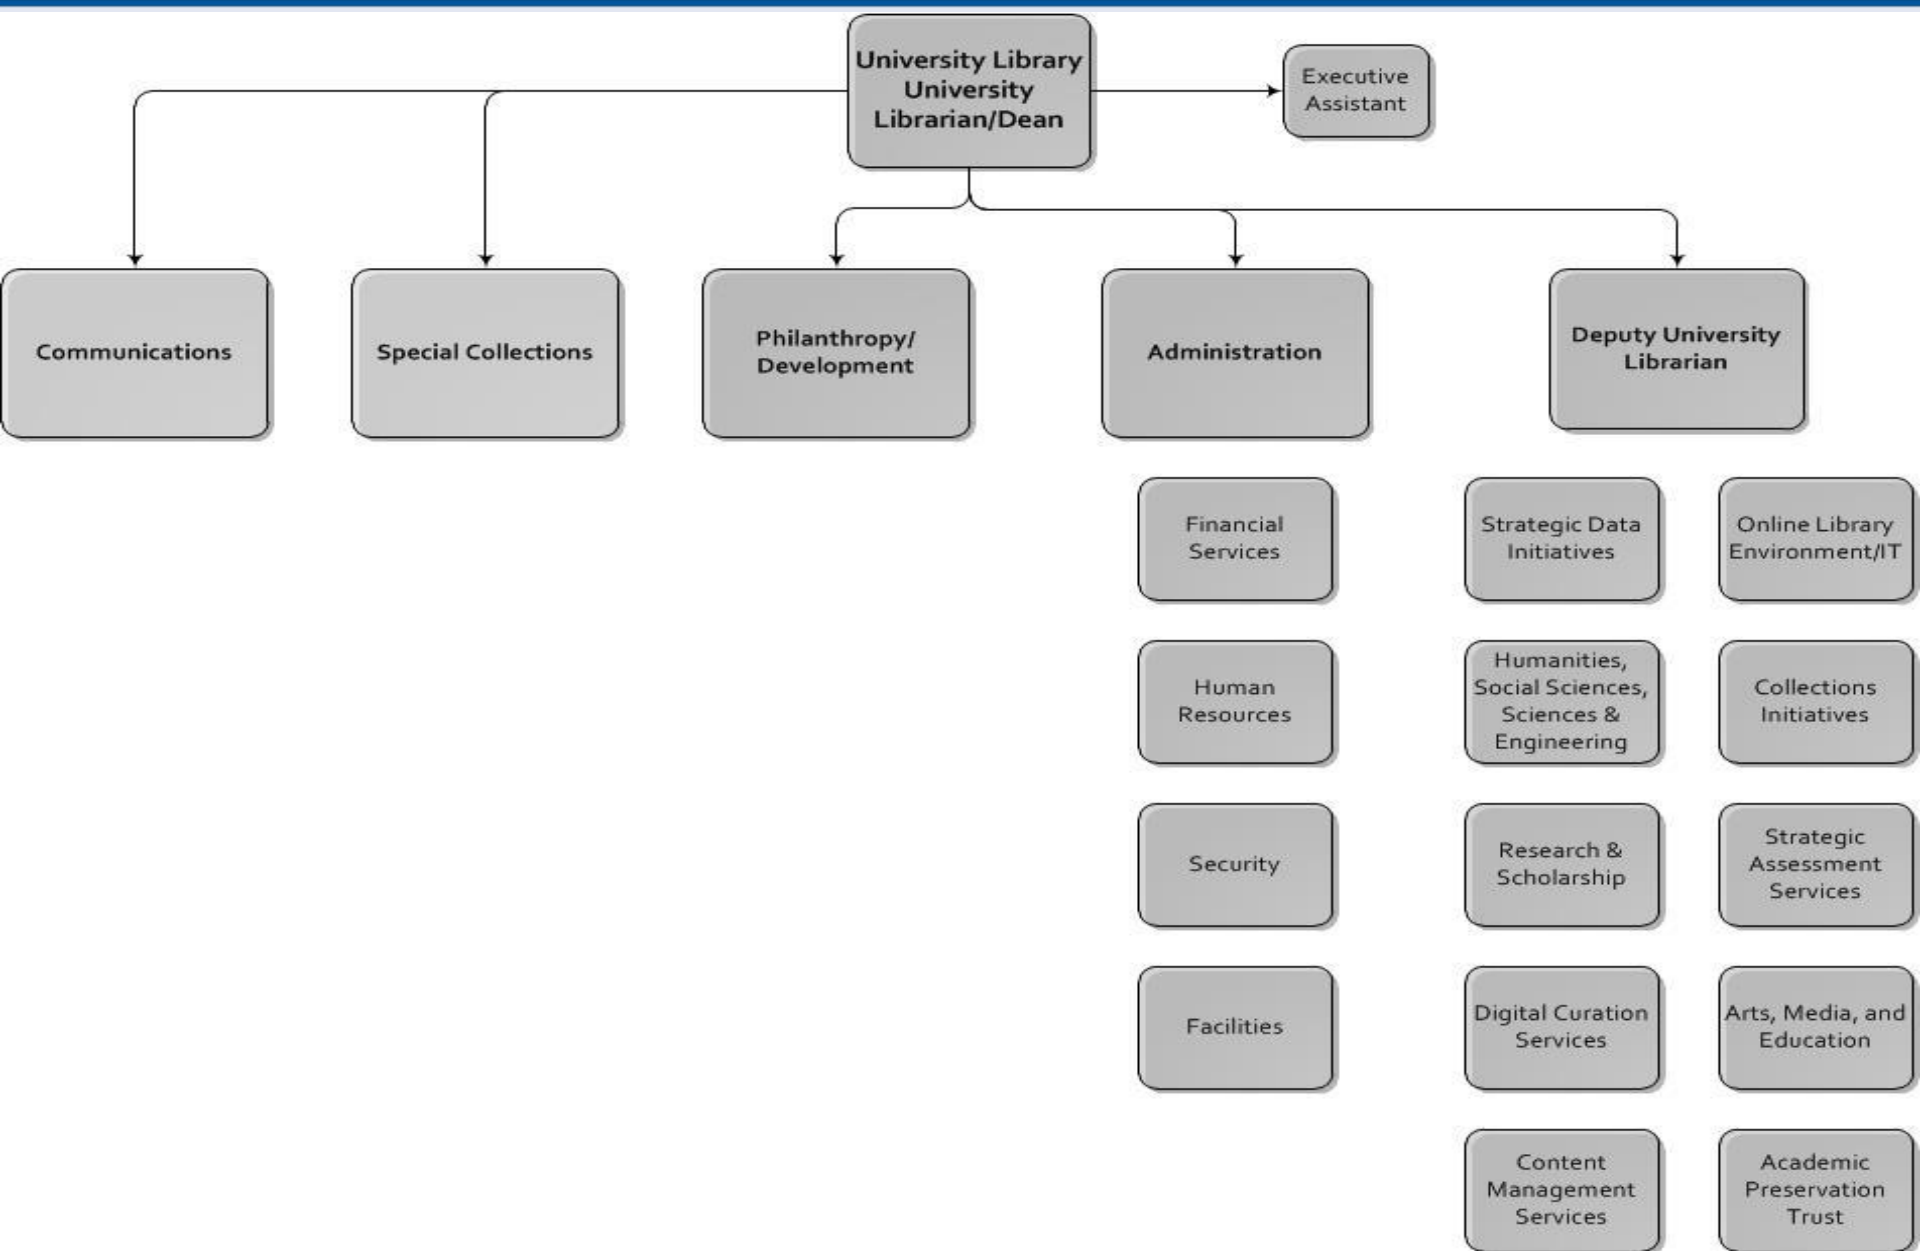 University Library
University
Librarian/Dean
Executive
Assistant
Communications
Special Collections
Philanthropy/
Development
Administration
Deputy University
Librarian
Financial
Services
Strategic Data
Initiatives
Online Library
Environment/IT
Human
Resources
Humanities,
Social Sciences,
Sciences &
Engineering
Collections
Initiatives
Security
Research &
Scholarship
Strategic
Assessment
Services
Facilities
Digital Curation
Services
Arts, Media, and
Education
Content
Management
Services
Academic
Preservation
Trust